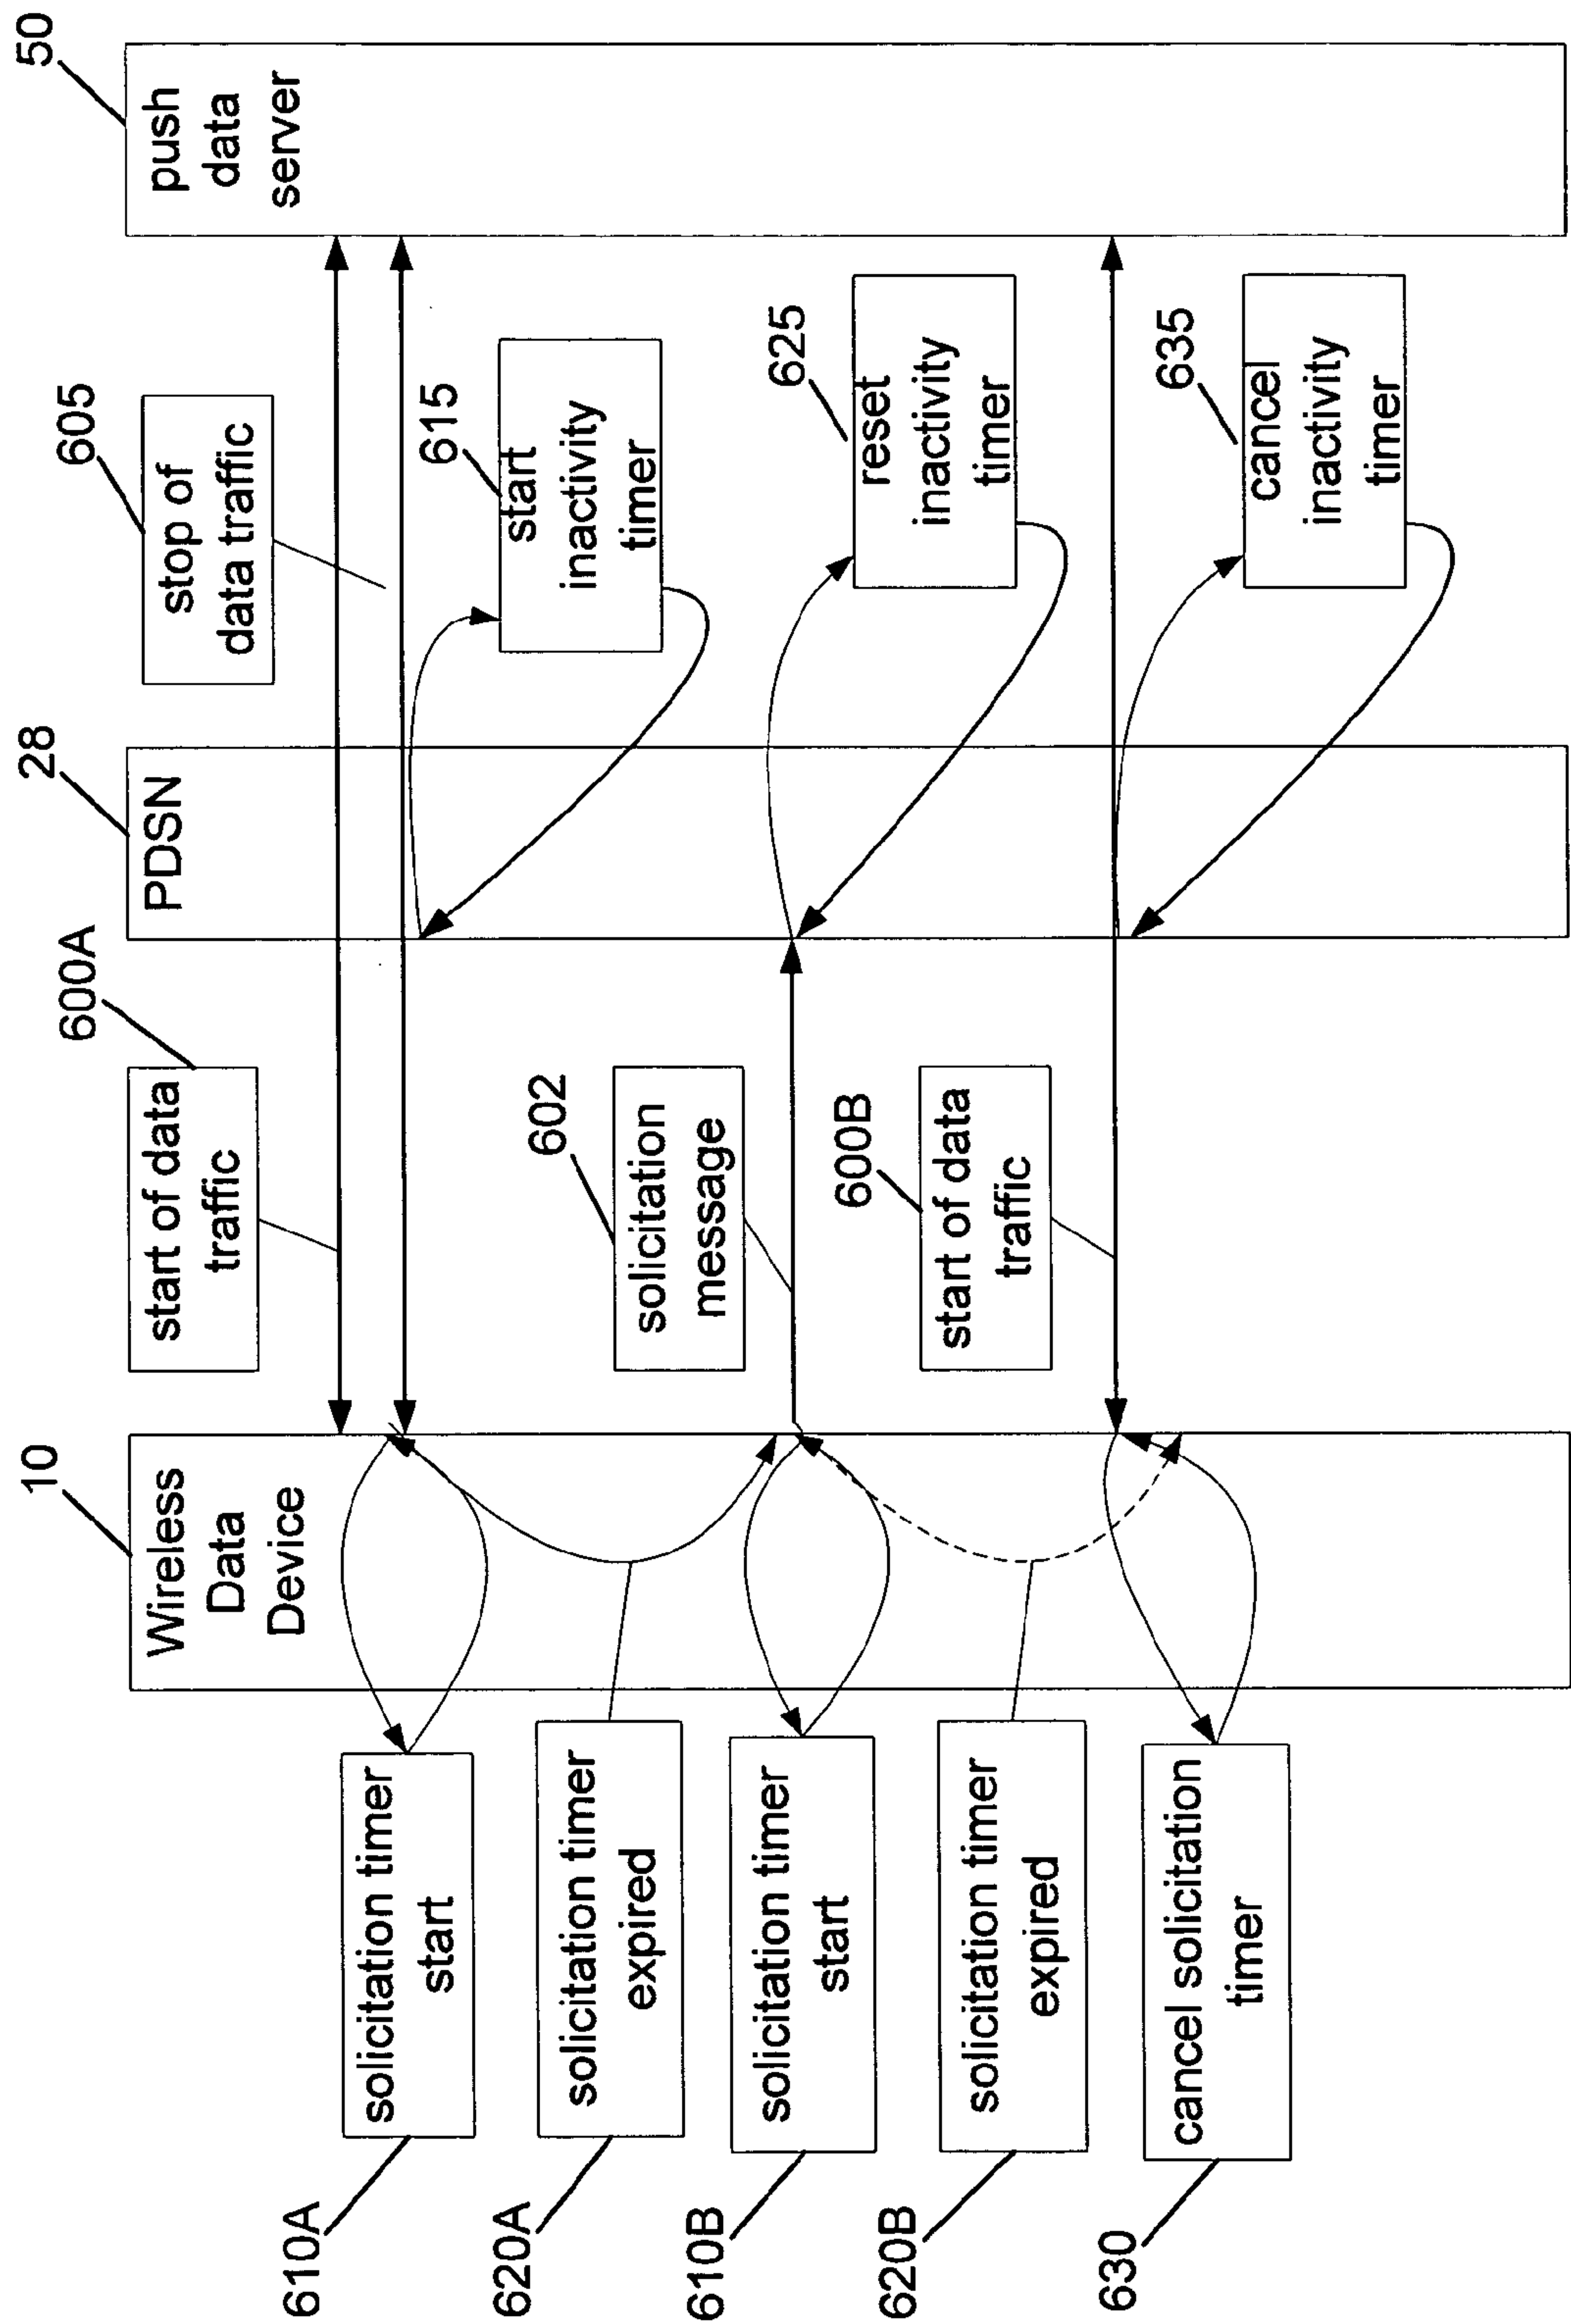 10
Wireless
Data
Device
28
PDSN
50
push
data
server
600A
start of data
traffic
605
stop of
data traffic
610A
solicitation timer
start
615
start
inactivity
timer
620A
solicitation timer
expired
602
solicitation
message
610B
solicitation timer
start
625
reset
inactivity
timer
620B
solicitation timer
expired
600B
start of data
traffic
630
cancel solicitation
timer
635
cancel
inactivity
timer